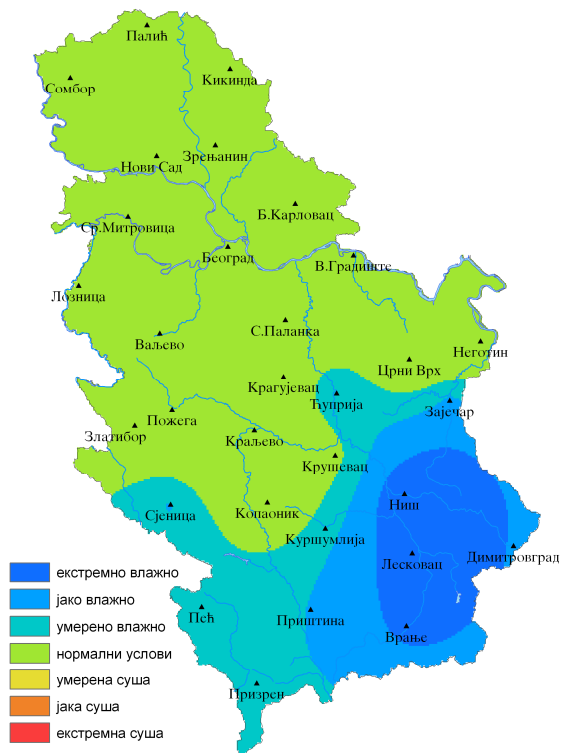 Палић
Кикинда
Сомбор
Зрењанин
Нови Сад
Б.Карловац
Ср.Митровица
Београд
В.Градиште
Лозница
С.Паланка
Ваљево
Неготин
Црни Врх
Крагујевац
Ћуприја
Зајечар
Пожега
Златибор
Краљево
Крушевац
Ниш
Сјеница
Копаоник
Куршумлија
Лесковац
Димитровград
Пећ
Приштина
Врање
Призрен
екстремно влажно
јако влажно
умерено влажно
нормални услови
умерена суша
јака суша
екстремна суша